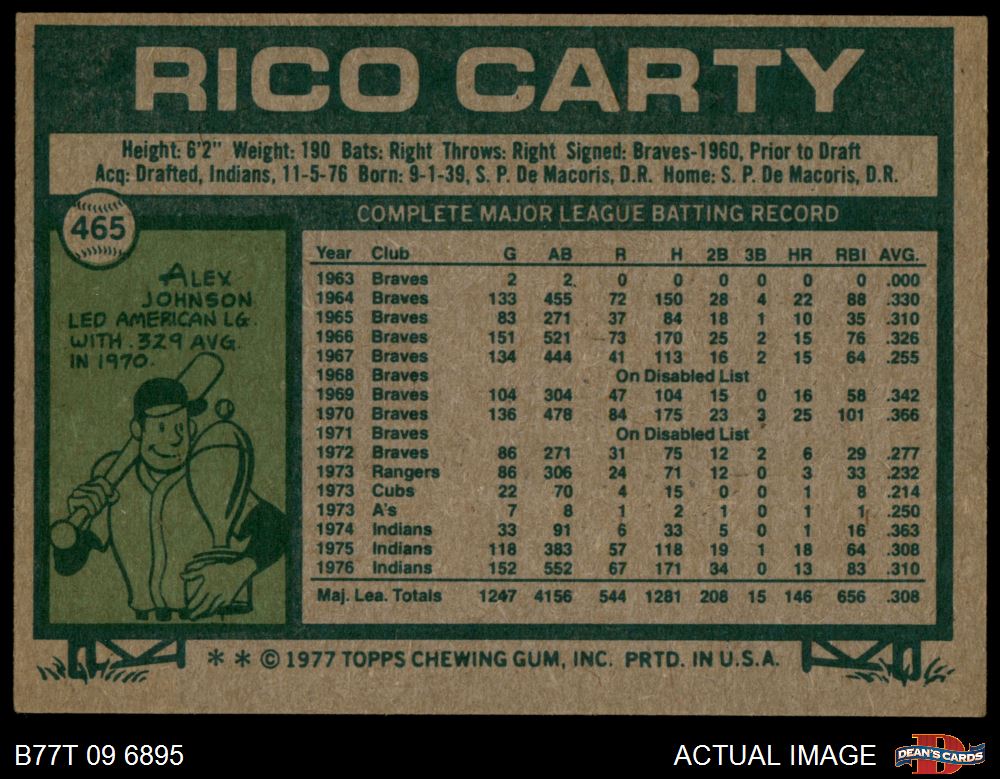 RICO CARTY
Height: 6'2" Weight: 190 Bats: Right Throws: Right Signed: Braves-1960, Prior to Draft
Acq: Drafted, Indians, 11-5-76 Born: 9-1-39, S. P. De Macoris, D.R. Home: S. P. De Macoris, D.R.
465
ALEX
JOHNSON
LED AMERICAN LG.
WITH .329 AVG.
IN 1970.
COMPLETE MAJOR LEAGUE BATTING RECORD
Year Club G AB R H 2B 3B HR RBI AVG.
1963 Braves 2 2 0 0 0 0 0 0 .000
1964 Braves 133 455 72 150 28 4 22 88 .330
1965 Braves 83 271 37 84 18 1 10 35 .310
1966 Braves 151 521 73 170 25 2 15 76 .326
1967 Braves 134 444 41 113 16 2 15 64 .255
1968 Braves On Disabled List
1969 Braves 104 304 47 104 15 0 16 58 .342
1970 Braves 136 478 84 175 23 3 25 101 .366
1971 Braves On Disabled List
1972 Braves 86 271 31 75 12 2 6 29 .277
1973 Rangers 86 306 24 71 12 0 3 33 .232
1973 Cubs 22 70 4 15 0 0 1 8 .214
1973 A's 7 8 1 2 1 0 1 1 .250
1974 Indians 33 91 6 33 5 0 1 16 .363
1975 Indians 118 383 57 118 19 1 18 64 .308
1976 Indians 152 552 67 171 34 0 13 83 .310
Maj. Lea. Totals 1247 4156 544 1281 208 15 146 656 .308
* * © 1977 TOPPS CHEWING GUM, INC. PRTD. IN U.S.A.
B77T 09 6895
ACTUAL IMAGE
D
DEAN'S CARDS